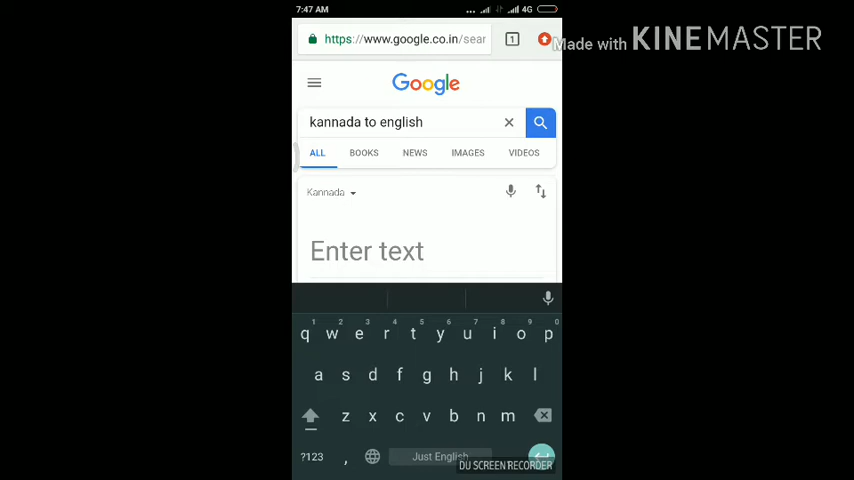 7:47 AM
4G
https://www.google.co.in/sear
1
Made with KINEMASTER
Google
kannada to english
ALL BOOKS NEWS IMAGES VIDEOS
Kannada
Enter text
1 2 3 4 5 6 7 8 9 0
q w e r t y u i o p
a s d f g h j k l
z x c v b n m
?123 , Just English
DU SCREEN RECORDER